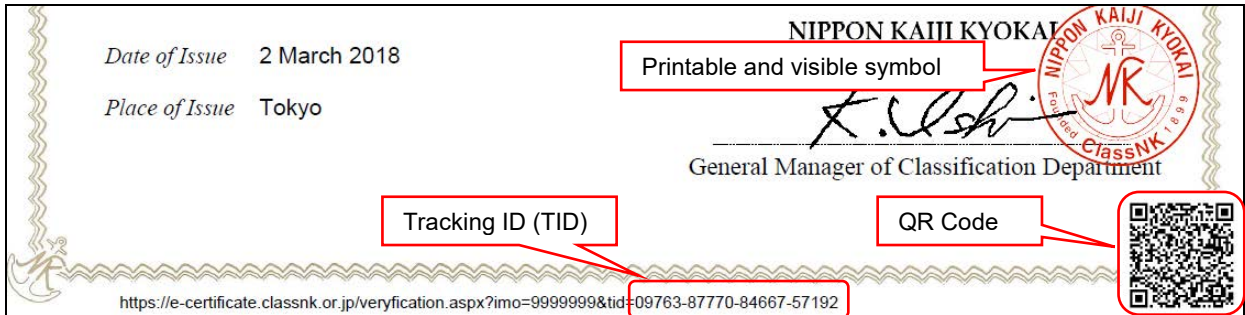 NIPPON KAIJI KYOKAI
Date of Issue 2 March 2018
Printable and visible symbol
NIPPON KAIJI KYOKAI
NK
Founded 1899
ClassNK
Place of Issue Tokyo
K. Ishi
General Manager of Classification Department
Tracking ID (TID)
QR Code
https://e-certificate.classnk.or.jp/veryfication.aspx?imo=9999999&tid=09763-87770-84667-57192